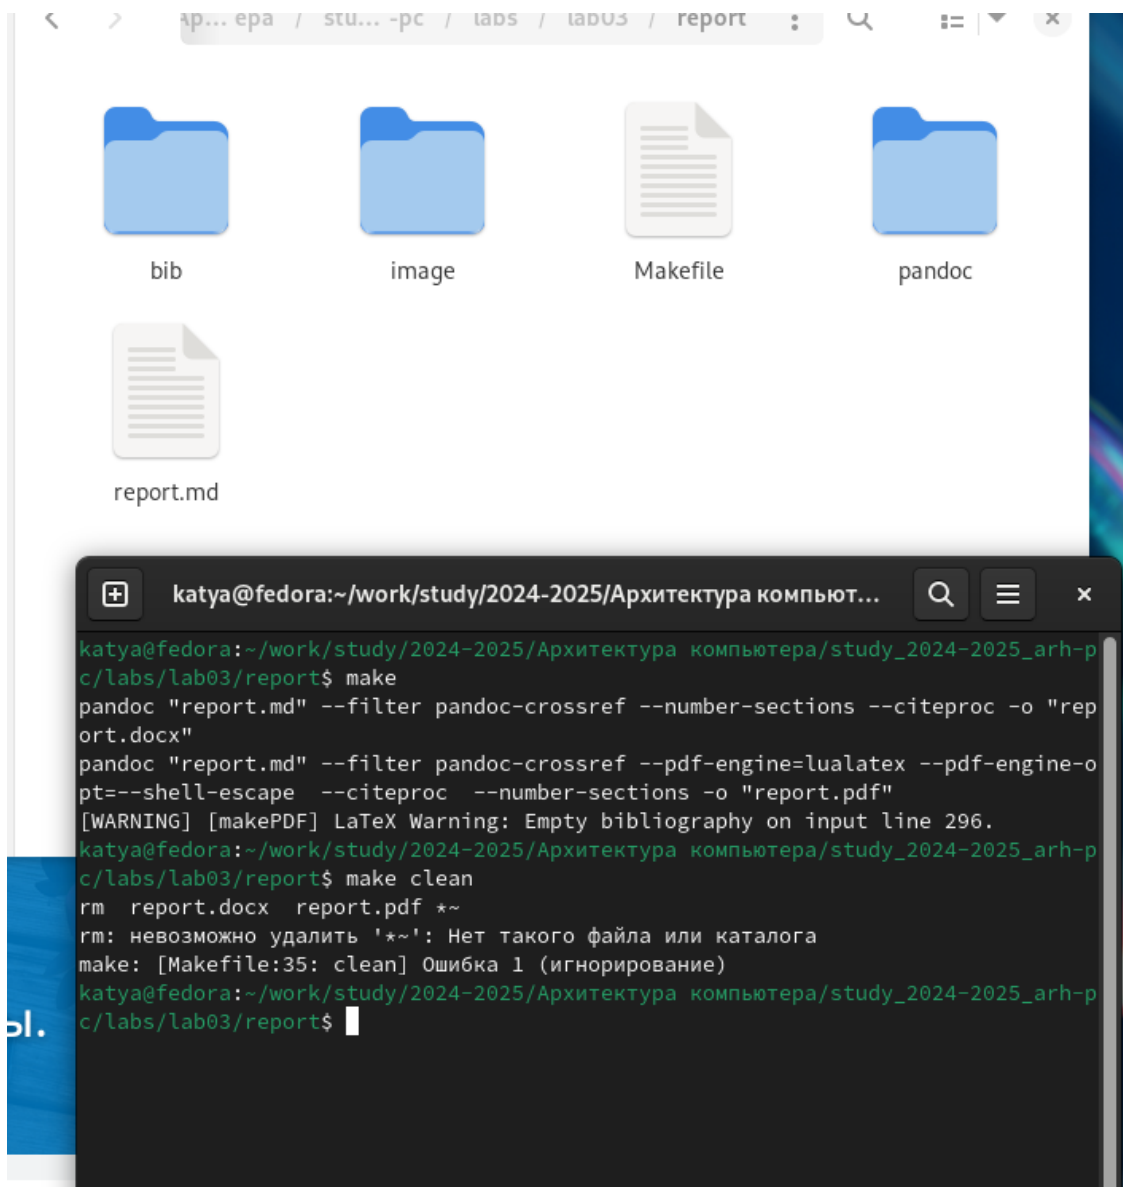 Ap... epa / stu... -pc / labs / lab03 / report
bib
image
Makefile
pandoc
report.md
katya@fedora:~/work/study/2024-2025/Архитектура компьют...
katya@fedora:~/work/study/2024-2025/Архитектура компьютера/study_2024-2025_arh-p
c/labs/lab03/report$ make
pandoc "report.md" --filter pandoc-crossref --number-sections --citeproc -o "rep
ort.docx"
pandoc "report.md" --filter pandoc-crossref --pdf-engine=lualatex --pdf-engine-o
pt=--shell-escape  --citeproc  --number-sections -o "report.pdf"
[WARNING] [makePDF] LaTeX Warning: Empty bibliography on input line 296.
katya@fedora:~/work/study/2024-2025/Архитектура компьютера/study_2024-2025_arh-p
c/labs/lab03/report$ make clean
rm  report.docx  report.pdf *~
rm: невозможно удалить '*~': Нет такого файла или каталога
make: [Makefile:35: clean] Ошибка 1 (игнорирование)
katya@fedora:~/work/study/2024-2025/Архитектура компьютера/study_2024-2025_arh-p
c/labs/lab03/report$
ы.